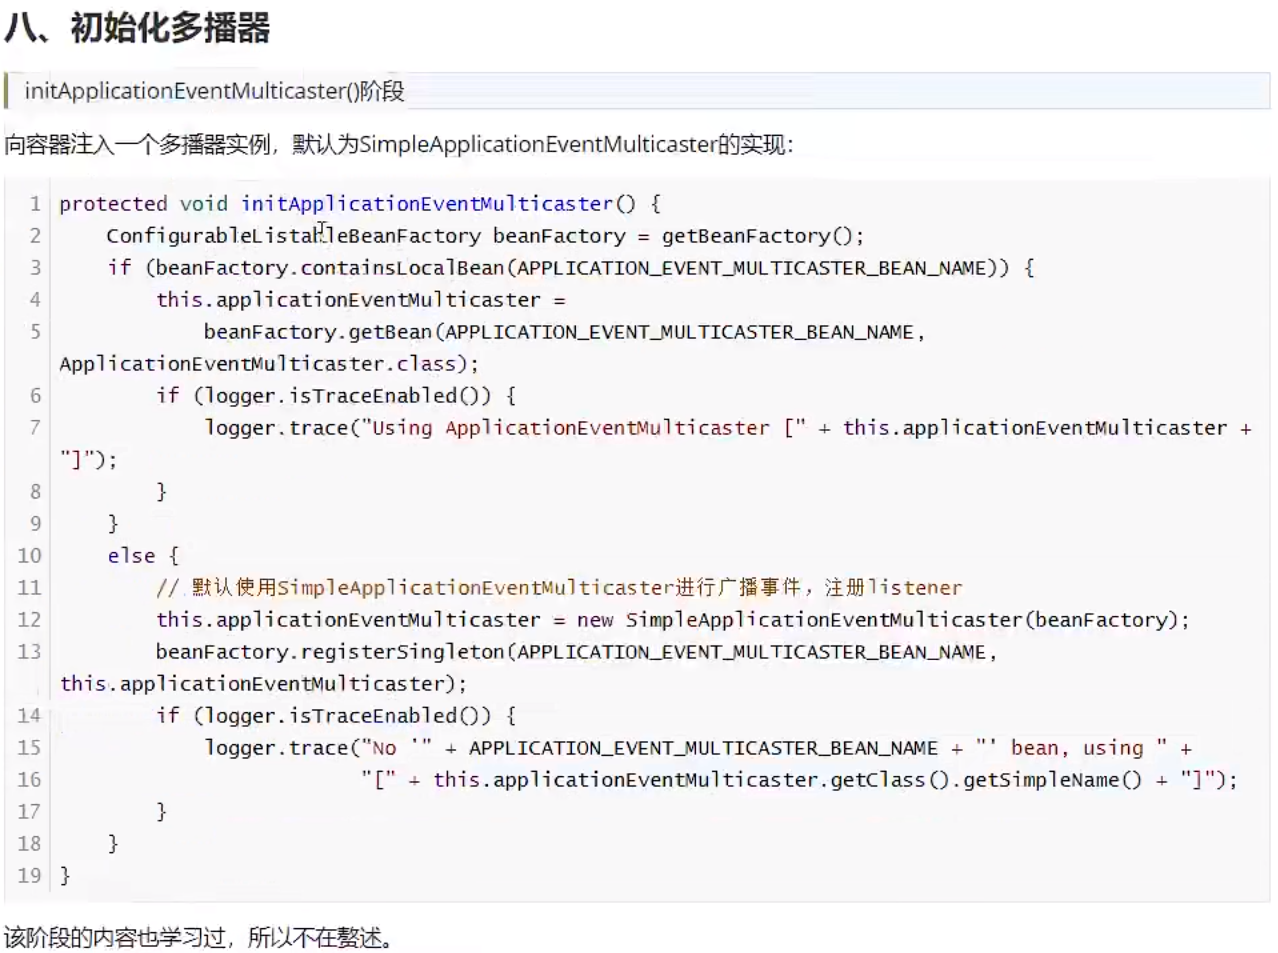 八、初始化多播器
initApplicationEventMulticaster()阶段
向容器注入一个多播器实例，默认为SimpleApplicationEventMulticaster的实现：
1 protected void initApplicationEventMulticaster() {
2 ConfigurableListableBeanFactory beanFactory = getBeanFactory();
3 if (beanFactory.containsLocalBean(APPLICATION_EVENT_MULTICASTER_BEAN_NAME)) {
4 this.applicationEventMulticaster =
5 beanFactory.getBean(APPLICATION_EVENT_MULTICASTER_BEAN_NAME,
ApplicationEventMulticaster.class);
6 if (logger.isTraceEnabled()) {
7 logger.trace("Using ApplicationEventMulticaster [" + this.applicationEventMulticaster +
"]");
8 }
9 }
10 else {
11 // 默认使用SimpleApplicationEventMulticaster进行广播事件，注册listener
12 this.applicationEventMulticaster = new SimpleApplicationEventMulticaster(beanFactory);
13 beanFactory.registerSingleton(APPLICATION_EVENT_MULTICASTER_BEAN_NAME,
this.applicationEventMulticaster);
14 if (logger.isTraceEnabled()) {
15 logger.trace("No '" + APPLICATION_EVENT_MULTICASTER_BEAN_NAME + "' bean, using " +
16 "[" + this.applicationEventMulticaster.getClass().getSimpleName() + "]");
17 }
18 }
19 }
该阶段的内容也学习过，所以不在螯述。